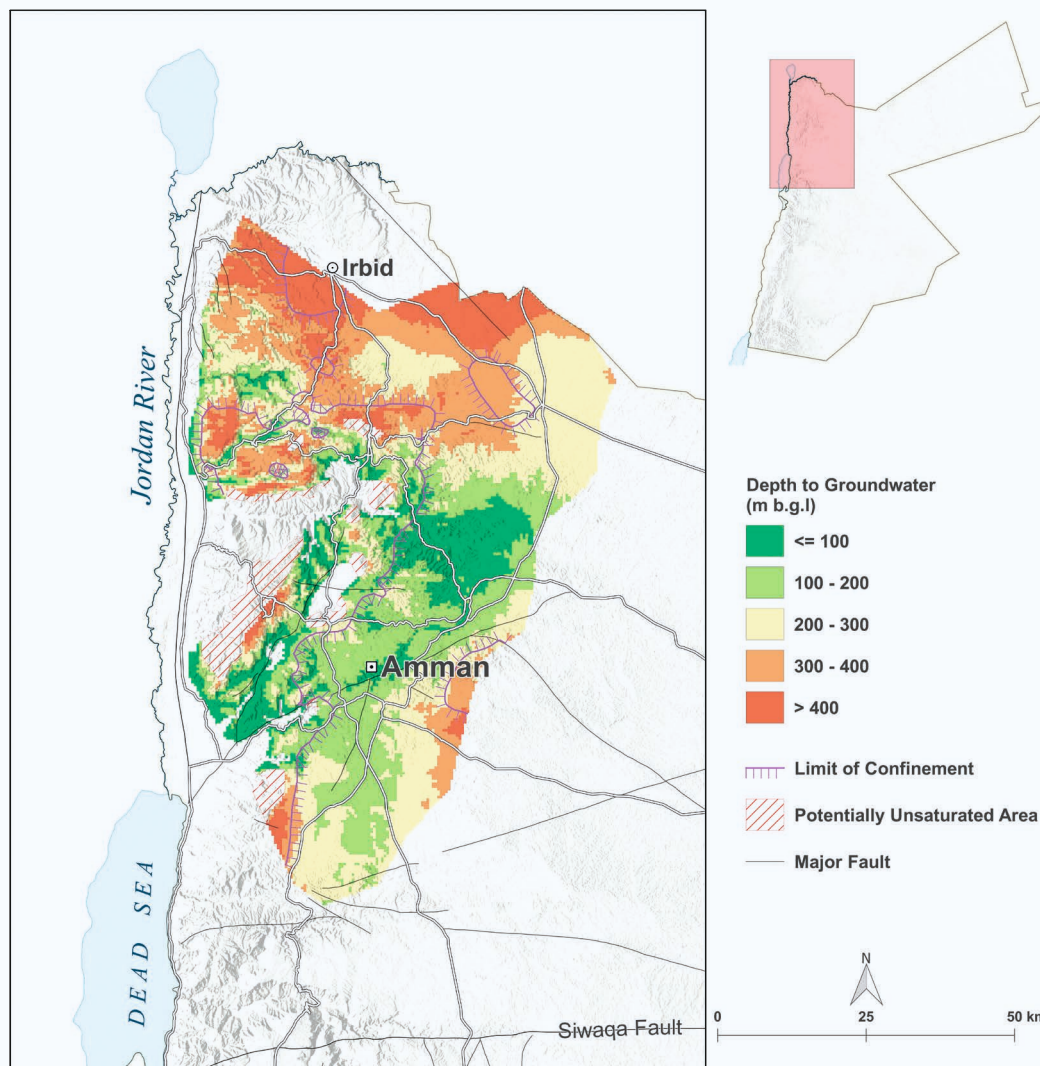 Irbid
Jordan River
Amman
DEAD SEA
Siwaqa Fault
Depth to Groundwater
(m b.g.l)
<= 100
100 - 200
200 - 300
300 - 400
> 400
Limit of Confinement
Potentially Unsaturated Area
Major Fault
N
0
25
50 km